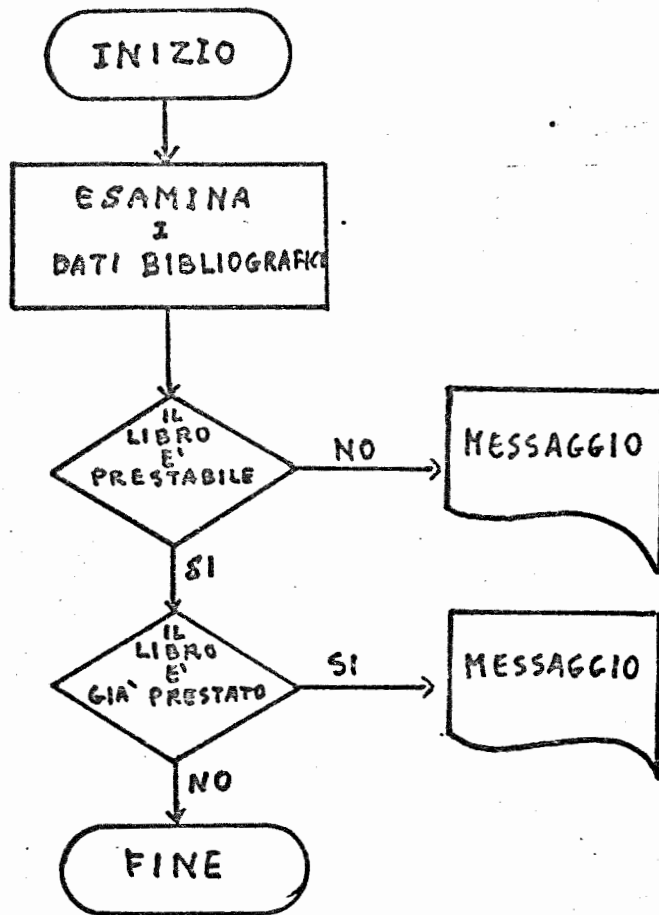 INIZIO
ESAMINA
I
DATI BIBLIOGRAFICI
IL
LIBRO
E'
PRESTABILE
NO
MESSAGGIO
SI
IL
LIBRO
E'
GIA' PRESTATO
SI
MESSAGGIO
NO
FINE